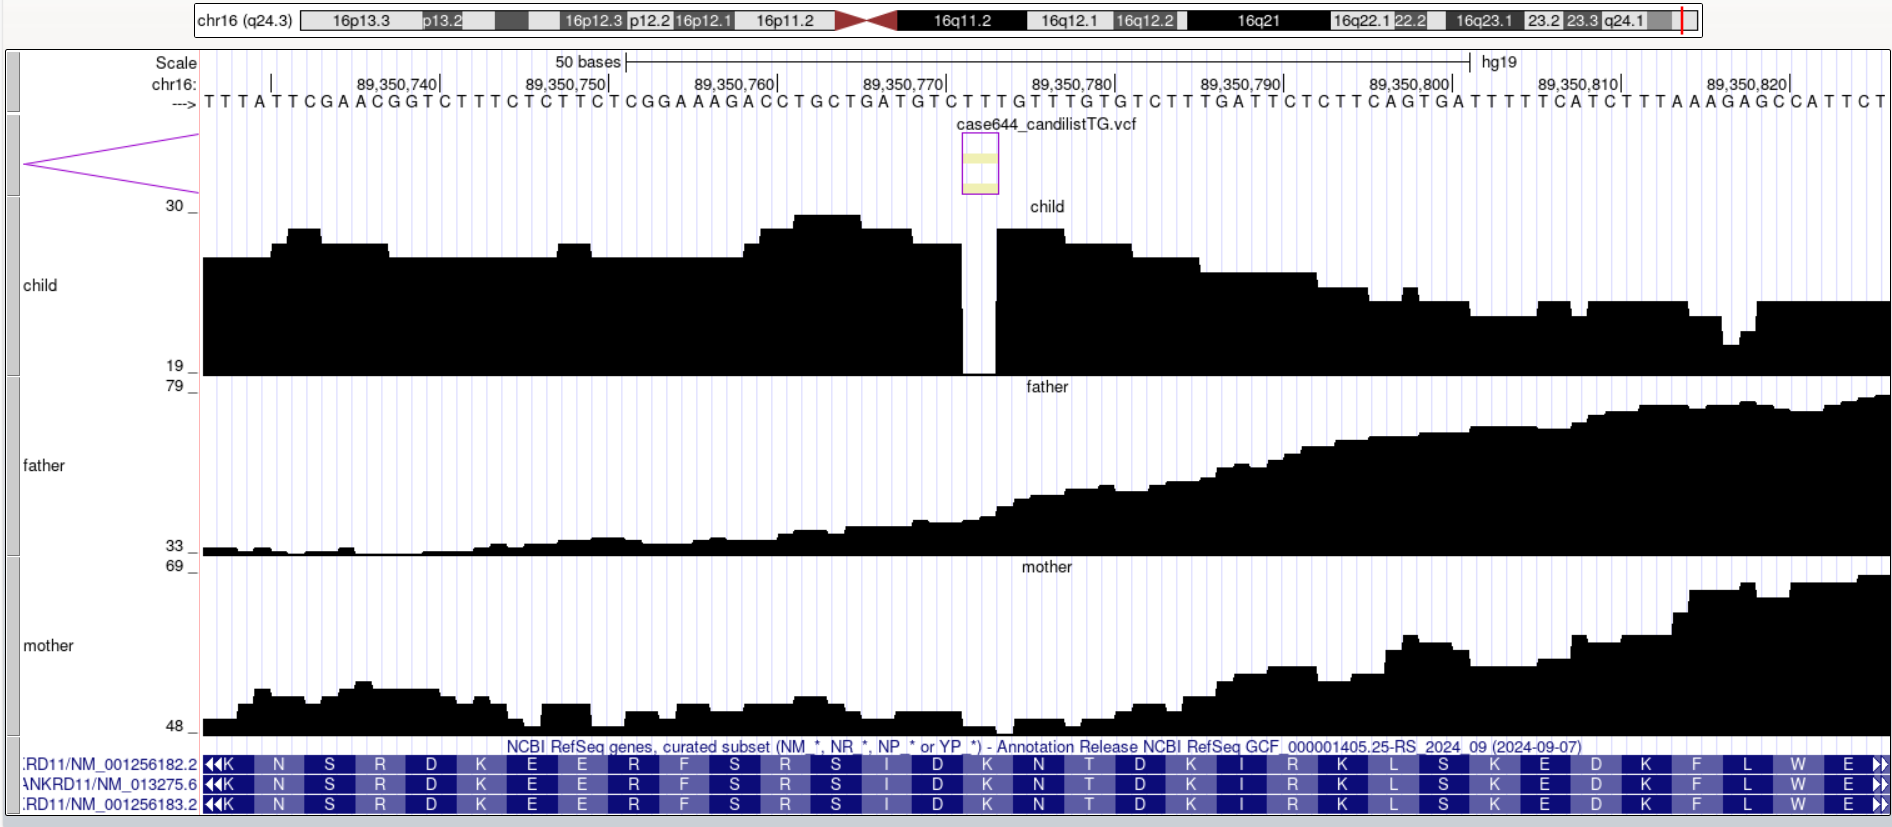 chr16 (q24.3) 16p13.3 p13.2 16p12.3 p12.2 16p12.1 16p11.2 16q11.2 16q12.1 16q12.2 16q21 16q22.1 22.2 16q23.1 23.2 23.3 q24.1
Scale 50 bases hg19
chr16: 89,350,740 89,350,750 89,350,760 89,350,770 89,350,780 89,350,790 89,350,800 89,350,810 89,350,820
---> T T T A T T C G A A C G G T C T T T C T C T T C T C G G A A A G A C C T G C T G A T G T C T T T G T T T G T G T C T T T G A T T C T C T T C A G T G A T T T T T C A T C T T T A A A G A G C C A T T C T
case644_candilistTG.vcf
30 _ child
child
19 _
79 _ father
father
33 _
69 _ mother
mother
48 _
NCBI RefSeq genes, curated subset (NM_*, NR_*, NP_* or YP_*) - Annotation Release NCBI RefSeq GCF_000001405.25-RS_2024_09 (2024-09-07)
RD11/NM_001256182.2 K N S R D K E E R F S R S I D K N T D K I R K L S K E D K F L W E
ANKRD11/NM_013275.6 K N S R D K E E R F S R S I D K N T D K I R K L S K E D K F L W E
RD11/NM_001256183.2 K N S R D K E E R F S R S I D K N T D K I R K L S K E D K F L W E